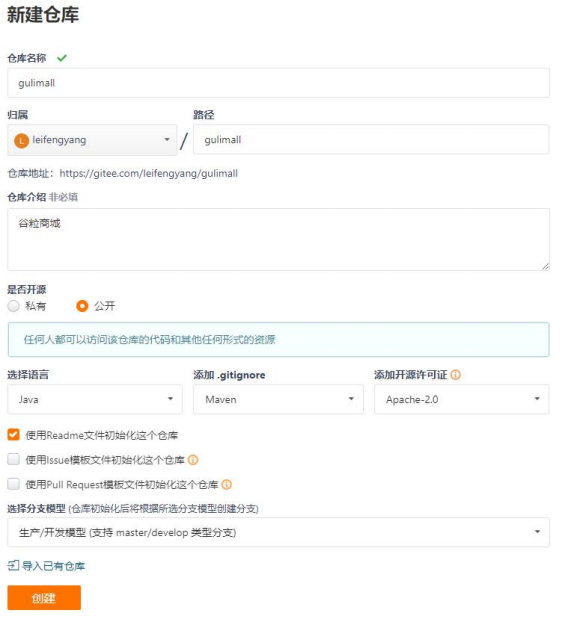 新建仓库
仓库名称
gulimall
归属 路径
L leifengyang / gulimall
仓库地址：https://gitee.com/leifengyang/gulimall
仓库介绍 非必填
谷粒商城
是否开源
私有 公开
任何人都可以访问该仓库的代码和其他任何形式的资源
选择语言 添加 .gitignore 添加开源许可证
Java Maven Apache-2.0
使用Readme文件初始化这个仓库
使用Issue模板文件初始化这个仓库
使用Pull Request模板文件初始化这个仓库
选择分支模型 (仓库初始化后将根据所选分支模型创建分支)
生产/开发模型 (支持 master/develop 类型分支)
导入已有仓库
创建